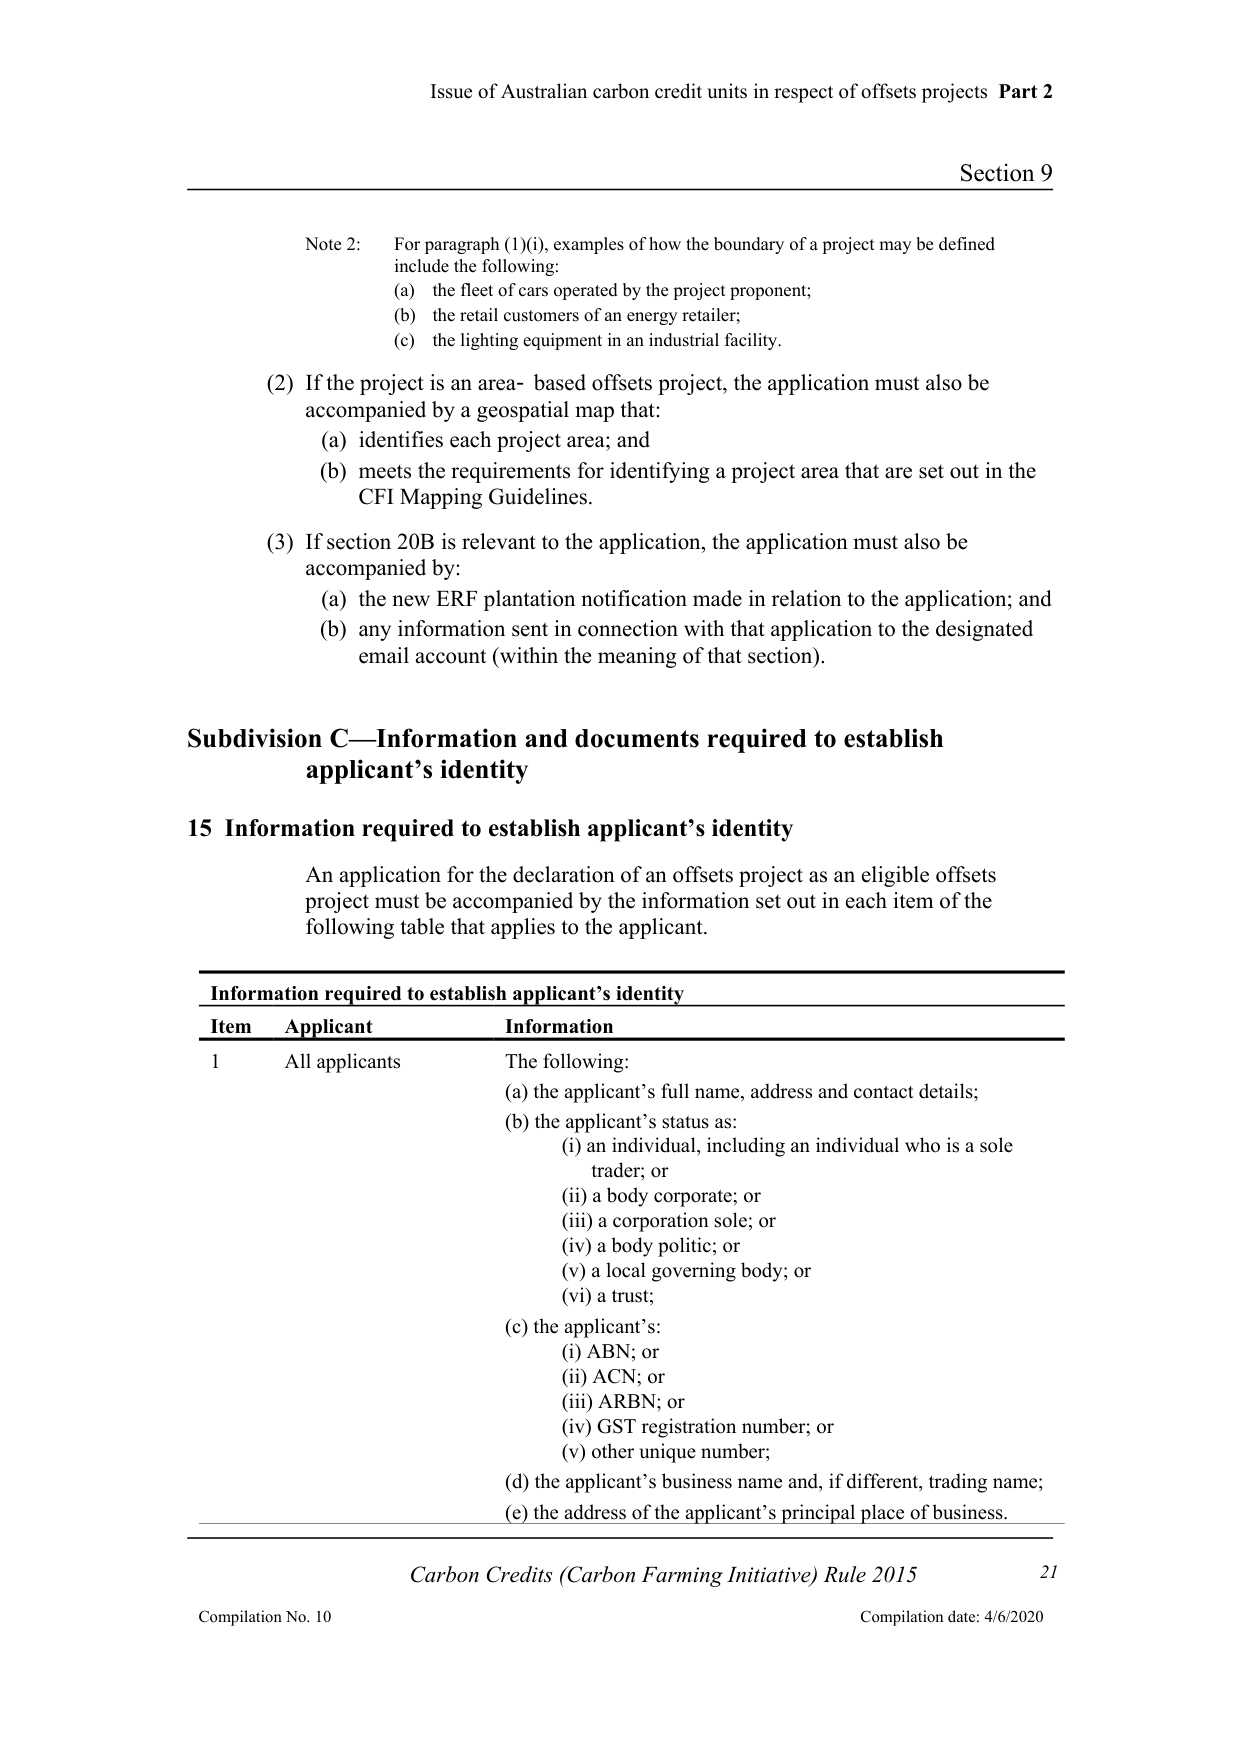 Issue of Australian carbon credit units in respect of offsets projects Part 2
Section 9
Note 2: For paragraph (1)(i), examples of how the boundary of a project may be defined
include the following:
(a) the fleet of cars operated by the project proponent;
(b) the retail customers of an energy retailer;
(c) the lighting equipment in an industrial facility.
(2) If the project is an area- based offsets project, the application must also be
accompanied by a geospatial map that:
(a) identifies each project area; and
(b) meets the requirements for identifying a project area that are set out in the
CFI Mapping Guidelines.
(3) If section 20B is relevant to the application, the application must also be
accompanied by:
(a) the new ERF plantation notification made in relation to the application; and
(b) any information sent in connection with that application to the designated
email account (within the meaning of that section).
Subdivision C—Information and documents required to establish
applicant’s identity
15 Information required to establish applicant’s identity
An application for the declaration of an offsets project as an eligible offsets
project must be accompanied by the information set out in each item of the
following table that applies to the applicant.
Information required to establish applicant’s identity
Item Applicant Information
1 All applicants The following:
(a) the applicant’s full name, address and contact details;
(b) the applicant’s status as:
(i) an individual, including an individual who is a sole
trader; or
(ii) a body corporate; or
(iii) a corporation sole; or
(iv) a body politic; or
(v) a local governing body; or
(vi) a trust;
(c) the applicant’s:
(i) ABN; or
(ii) ACN; or
(iii) ARBN; or
(iv) GST registration number; or
(v) other unique number;
(d) the applicant’s business name and, if different, trading name;
(e) the address of the applicant’s principal place of business.
Carbon Credits (Carbon Farming Initiative) Rule 2015 21
Compilation No. 10 Compilation date: 4/6/2020